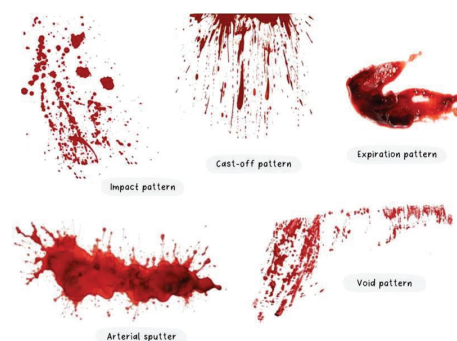 Cast-off pattern
Expiration pattern
Impact pattern
Void pattern
Arterial sputter